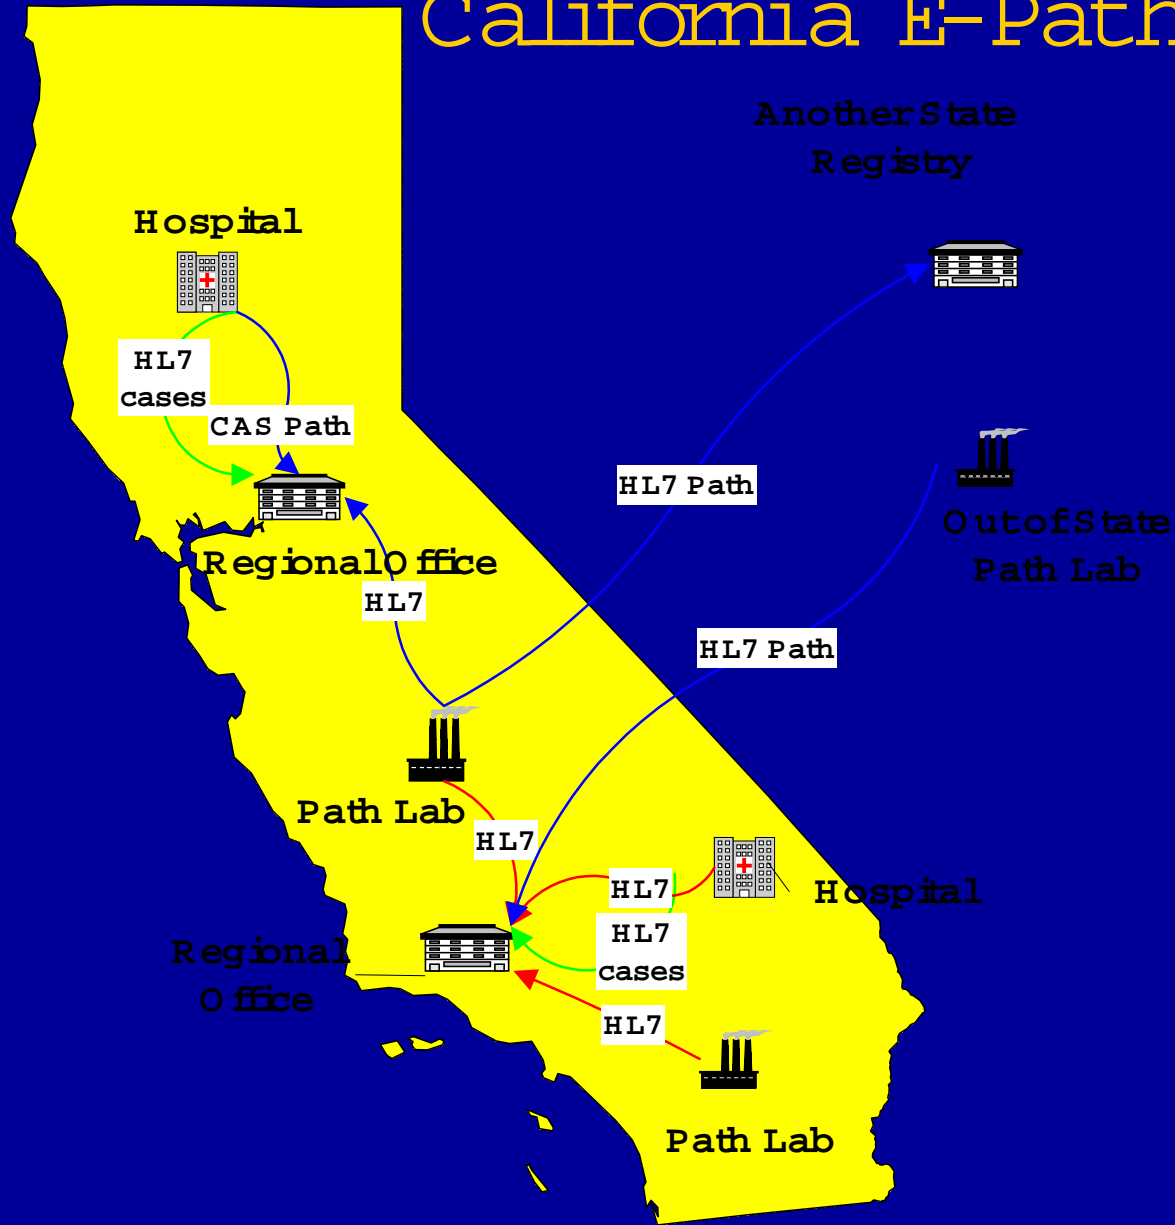 California E-Path
Another State
Registry
Hospital
HL7
cases
CAS Path
HL7 Path
Out of State
Path Lab
Regional Office
HL7
HL7 Path
Path Lab
HL7
HL7
Hospital
HL7
cases
Regional
Office
HL7
Path Lab